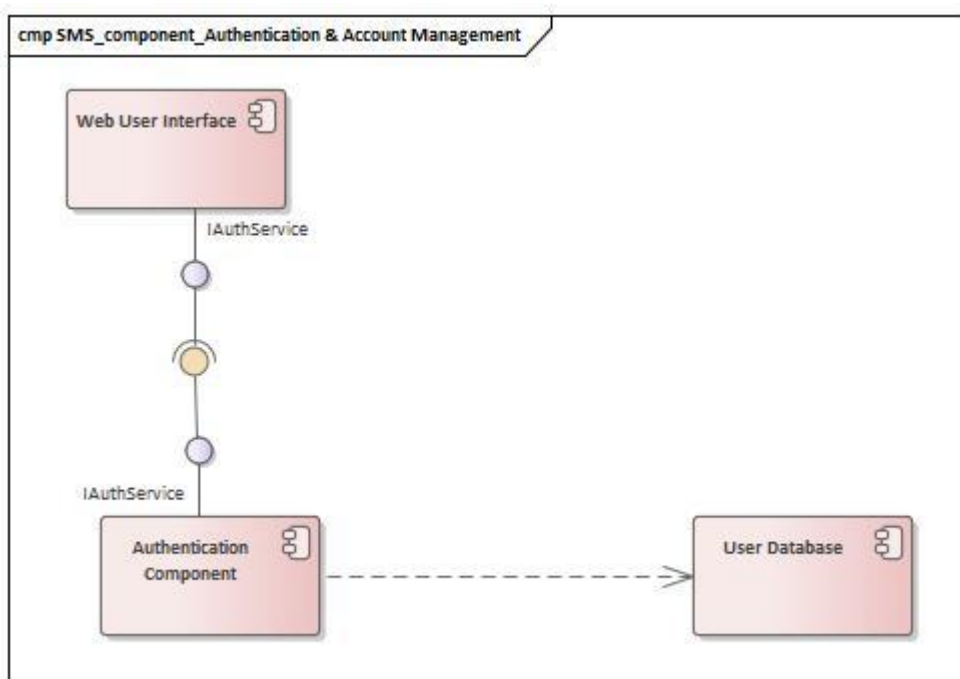 cmp SMS_component_Authentication & Account Management
Web User Interface
IAuthService
IAuthService
Authentication
Component
User Database